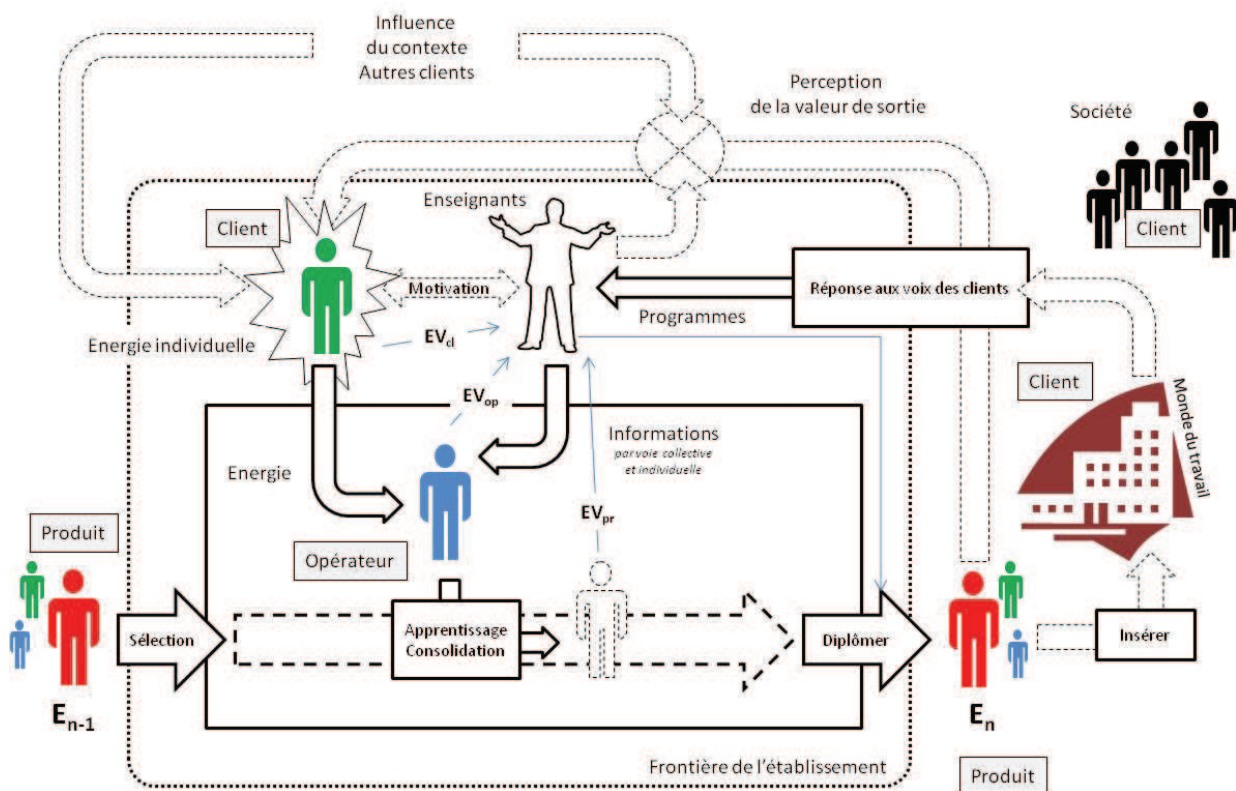 Influence
du contexte
Autres clients
Perception
de la valeur de sortie
Société
Client
Enseignants
Client
Motivation
Réponse aux voix des clients
Programmes
Energie individuelle
EVd
EVop
Client
Monde du travail
Informations
par voie collective
et individuelle
Energie
EVpr
Produit
Opérateur
Sélection
Apprentissage
Consolidation
Diplômer
Insérer
En-1
En
Frontière de l'établissement
Produit